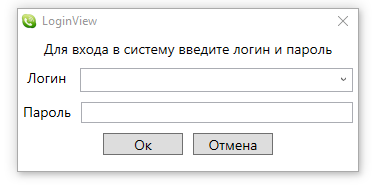 LoginView
Для входа в систему введите логин и пароль
Логин
Пароль
Ок Отмена